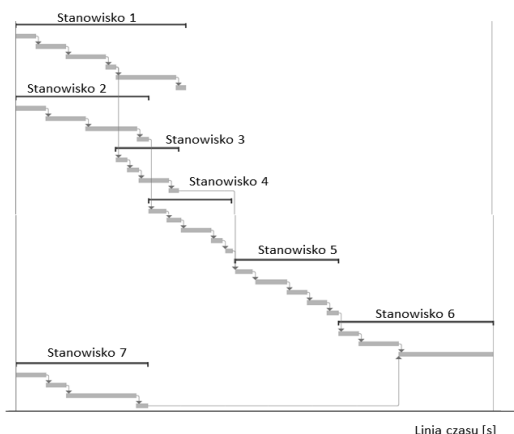 Stanowisko 1
Stanowisko 2
Stanowisko 3
Stanowisko 4
Stanowisko 5
Stanowisko 6
Stanowisko 7
Linia czasu [s]